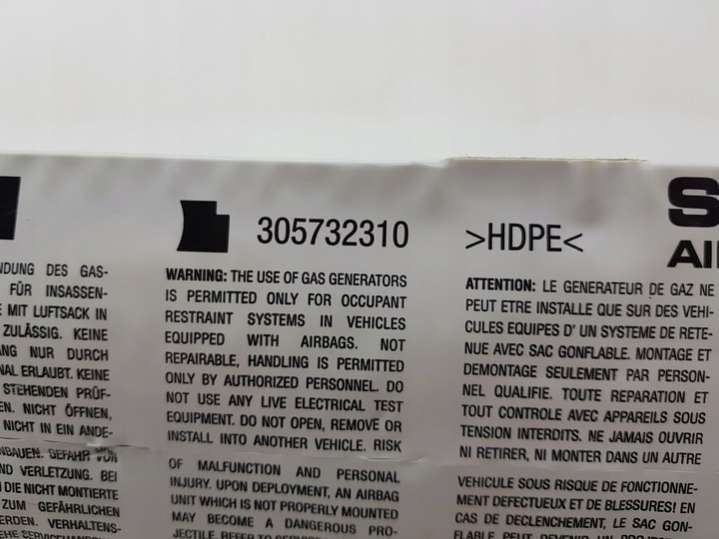 305732310
>HDPE<
S
AI
NDUNG DES GAS-
FÜR INSASSEN-
MIT LUFTSACK IN
ZULÄSSIG. KEINE
NUR DURCH
ERLAUBT. KEINE
STEHENDEN PRÜF-
NICHT ÖFFNEN,
NICHT IN EIN ANDE-
GEFAHR VON
VERLETZUNG. BEI
DIE NICHT MONTIERTE
ZUM GEFÄHRLICHEN
VERHALTENS-
WARNING: THE USE OF GAS GENERATORS
IS PERMITTED ONLY FOR OCCUPANT
RESTRAINT SYSTEMS IN VEHICLES
EQUIPPED WITH AIRBAGS. NOT
REPAIRABLE, HANDLING IS PERMITTED
ONLY BY AUTHORIZED PERSONNEL. DO
NOT USE ANY LIVE ELECTRICAL TEST
EQUIPMENT. DO NOT OPEN, REMOVE OR
INSTALL INTO ANOTHER VEHICLE. RISK
OF MALFUNCTION AND PERSONAL
INJURY. UPON DEPLOYMENT, AN AIRBAG
UNIT WHICH IS NOT PROPERLY MOUNTED
MAY BECOME A DANGEROUS PRO-
JECTILE. REFER TO
ATTENTION: LE GENERATEUR DE GAZ NE
PEUT ETRE INSTALLE QUE SUR DES VEHI-
CULES EQUIPES D' UN SYSTEME DE RETE-
NUE AVEC SAC GONFLABLE. MONTAGE ET
DEMONTAGE SEULEMENT PAR PERSON-
NEL QUALIFIE. TOUTE REPARATION ET
TOUT CONTROLE AVEC APPAREILS SOUS
TENSION INTERDITS. NE JAMAIS OUVRIR
NI RETIRER, NI MONTER DANS UN AUTRE
VEHICULE SOUS RISQUE DE FONCTIONNE-
MENT DEFECTUEUX ET DE BLESSURES! EN
CAS DE DECLENCHEMENT, LE SAC GON-
FLABLE PEUT DEVENIR UN